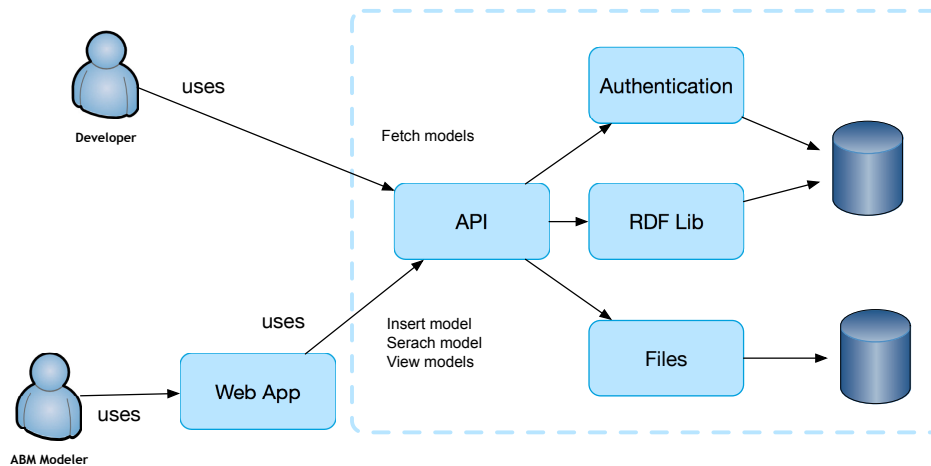 Authentication
uses
Developer
Fetch models
API
RDF Lib
uses
Insert model
Serach model
View models
Files
Web App
uses
ABM Modeler